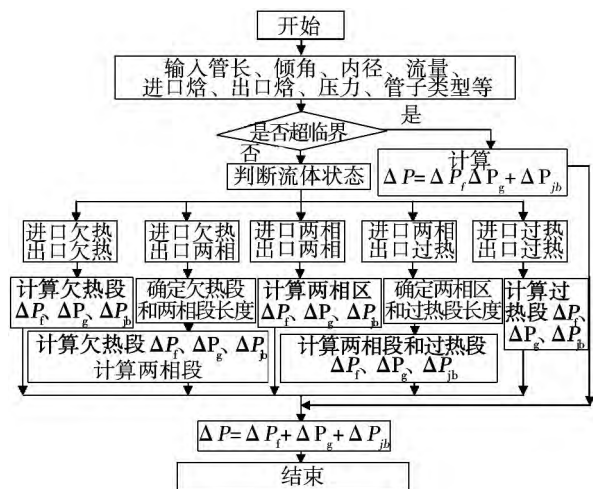 开始
输入管长、倾角、内径、流量、
进口焓、出口焓、压力、管子类型等
是否超临界
是
否
计算
ΔP=ΔP_f ΔP_g+ΔP_jb
判断流体状态
进口欠热
出口欠热
进口欠热
出口两相
进口两相
出口两相
进口两相
出口过热
进口过热
出口过热
计算欠热段
ΔP_f、ΔP_g、ΔP_jb
确定欠热段
和两相段长度
计算两相区
ΔP_f、ΔP_g、ΔP_jb
确定两相区
和过热段长度
计算过
热段ΔP_f、
ΔP_g、ΔP_jb
计算欠热段ΔP_f、ΔP_g、ΔP_jb
计算两相段
计算两相段和过热段
ΔP_f、ΔP_g、ΔP_jb
ΔP=ΔP_f+ΔP_g+ΔP_jb
结束